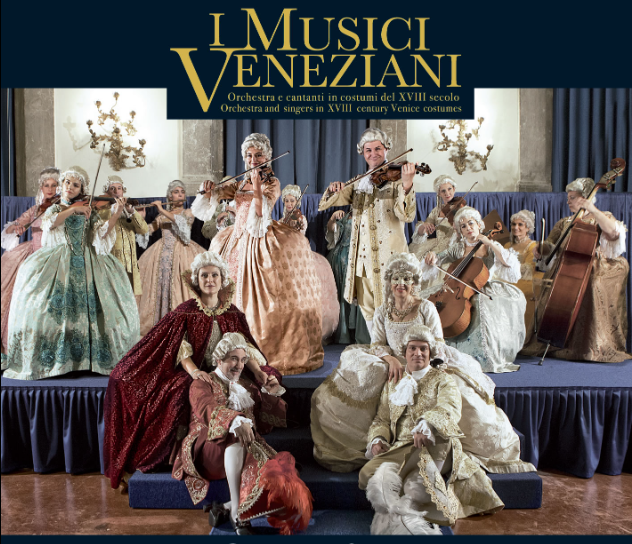 I MUSICI
VENEZIANI
Orchestra e cantanti in costumi del XVIII secolo
Orchestra and singers in XVIII century Venice costumes